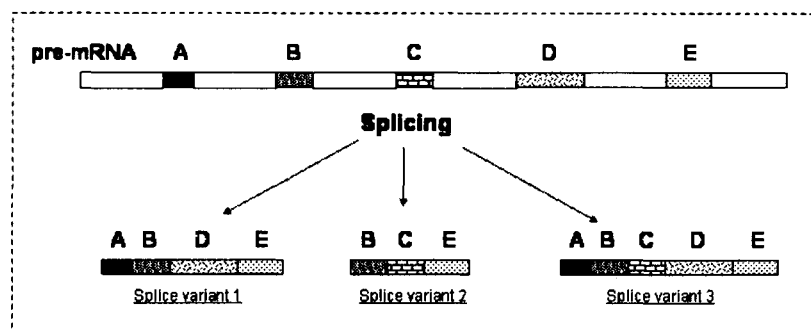 pre-mRNA A B C D E
Splicing
A B D E B C E A B C D E
Splice variant 1 Splice variant 2 Splice variant 3